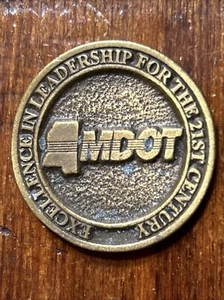 EXCELLENCE IN LEADERSHIP FOR THE 21ST CENTURY
MDOT